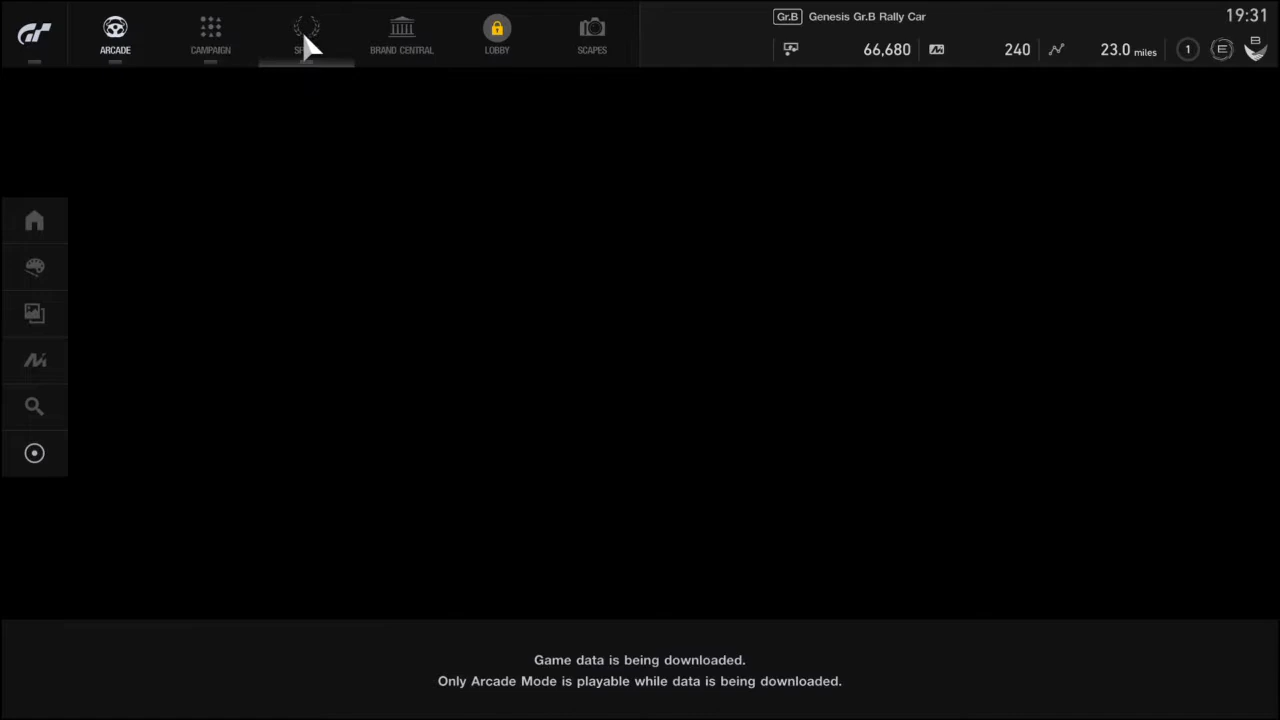 Gr.B Genesis Gr.B Rally Car
19:31
ARCADE
CAMPAIGN
BRAND CENTRAL
LOBBY
SCAPES
66,680
240
23.0 miles
1
E
B
Game data is being downloaded.
Only Arcade Mode is playable while data is being downloaded.